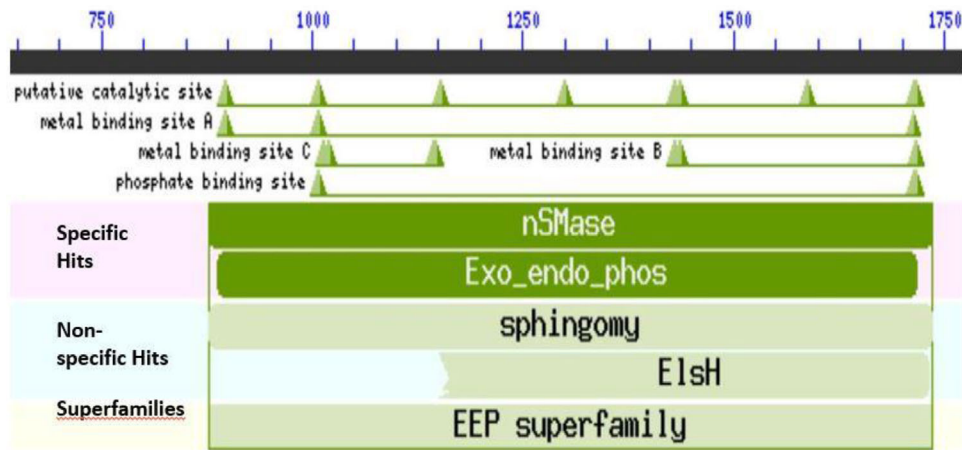 750 1000 1250 1500 1750
putative catalytic site
metal binding site A
metal binding site C metal binding site B
phosphate binding site
Specific
Hits
nSMase
Exo_endo_phos
Non-
specific Hits
sphingomy
ElsH
Superfamilies
EEP superfamily